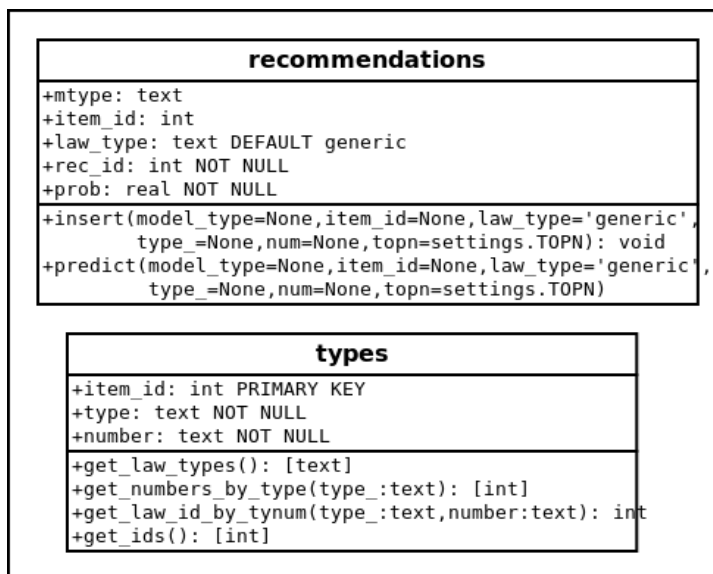 recommendations
+mtype: text
+item_id: int
+law_type: text DEFAULT generic
+rec_id: int NOT NULL
+prob: real NOT NULL
+insert(model_type=None,item_id=None,law_type='generic',
type_=None,num=None,topn=settings.TOPN): void
+predict(model_type=None,item_id=None,law_type='generic',
type_=None,num=None,topn=settings.TOPN)
types
+item_id: int PRIMARY KEY
+type: text NOT NULL
+number: text NOT NULL
+get_law_types(): [text]
+get_numbers_by_type(type_:text): [int]
+get_law_id_by_tynum(type_:text,number:text): int
+get_ids(): [int]